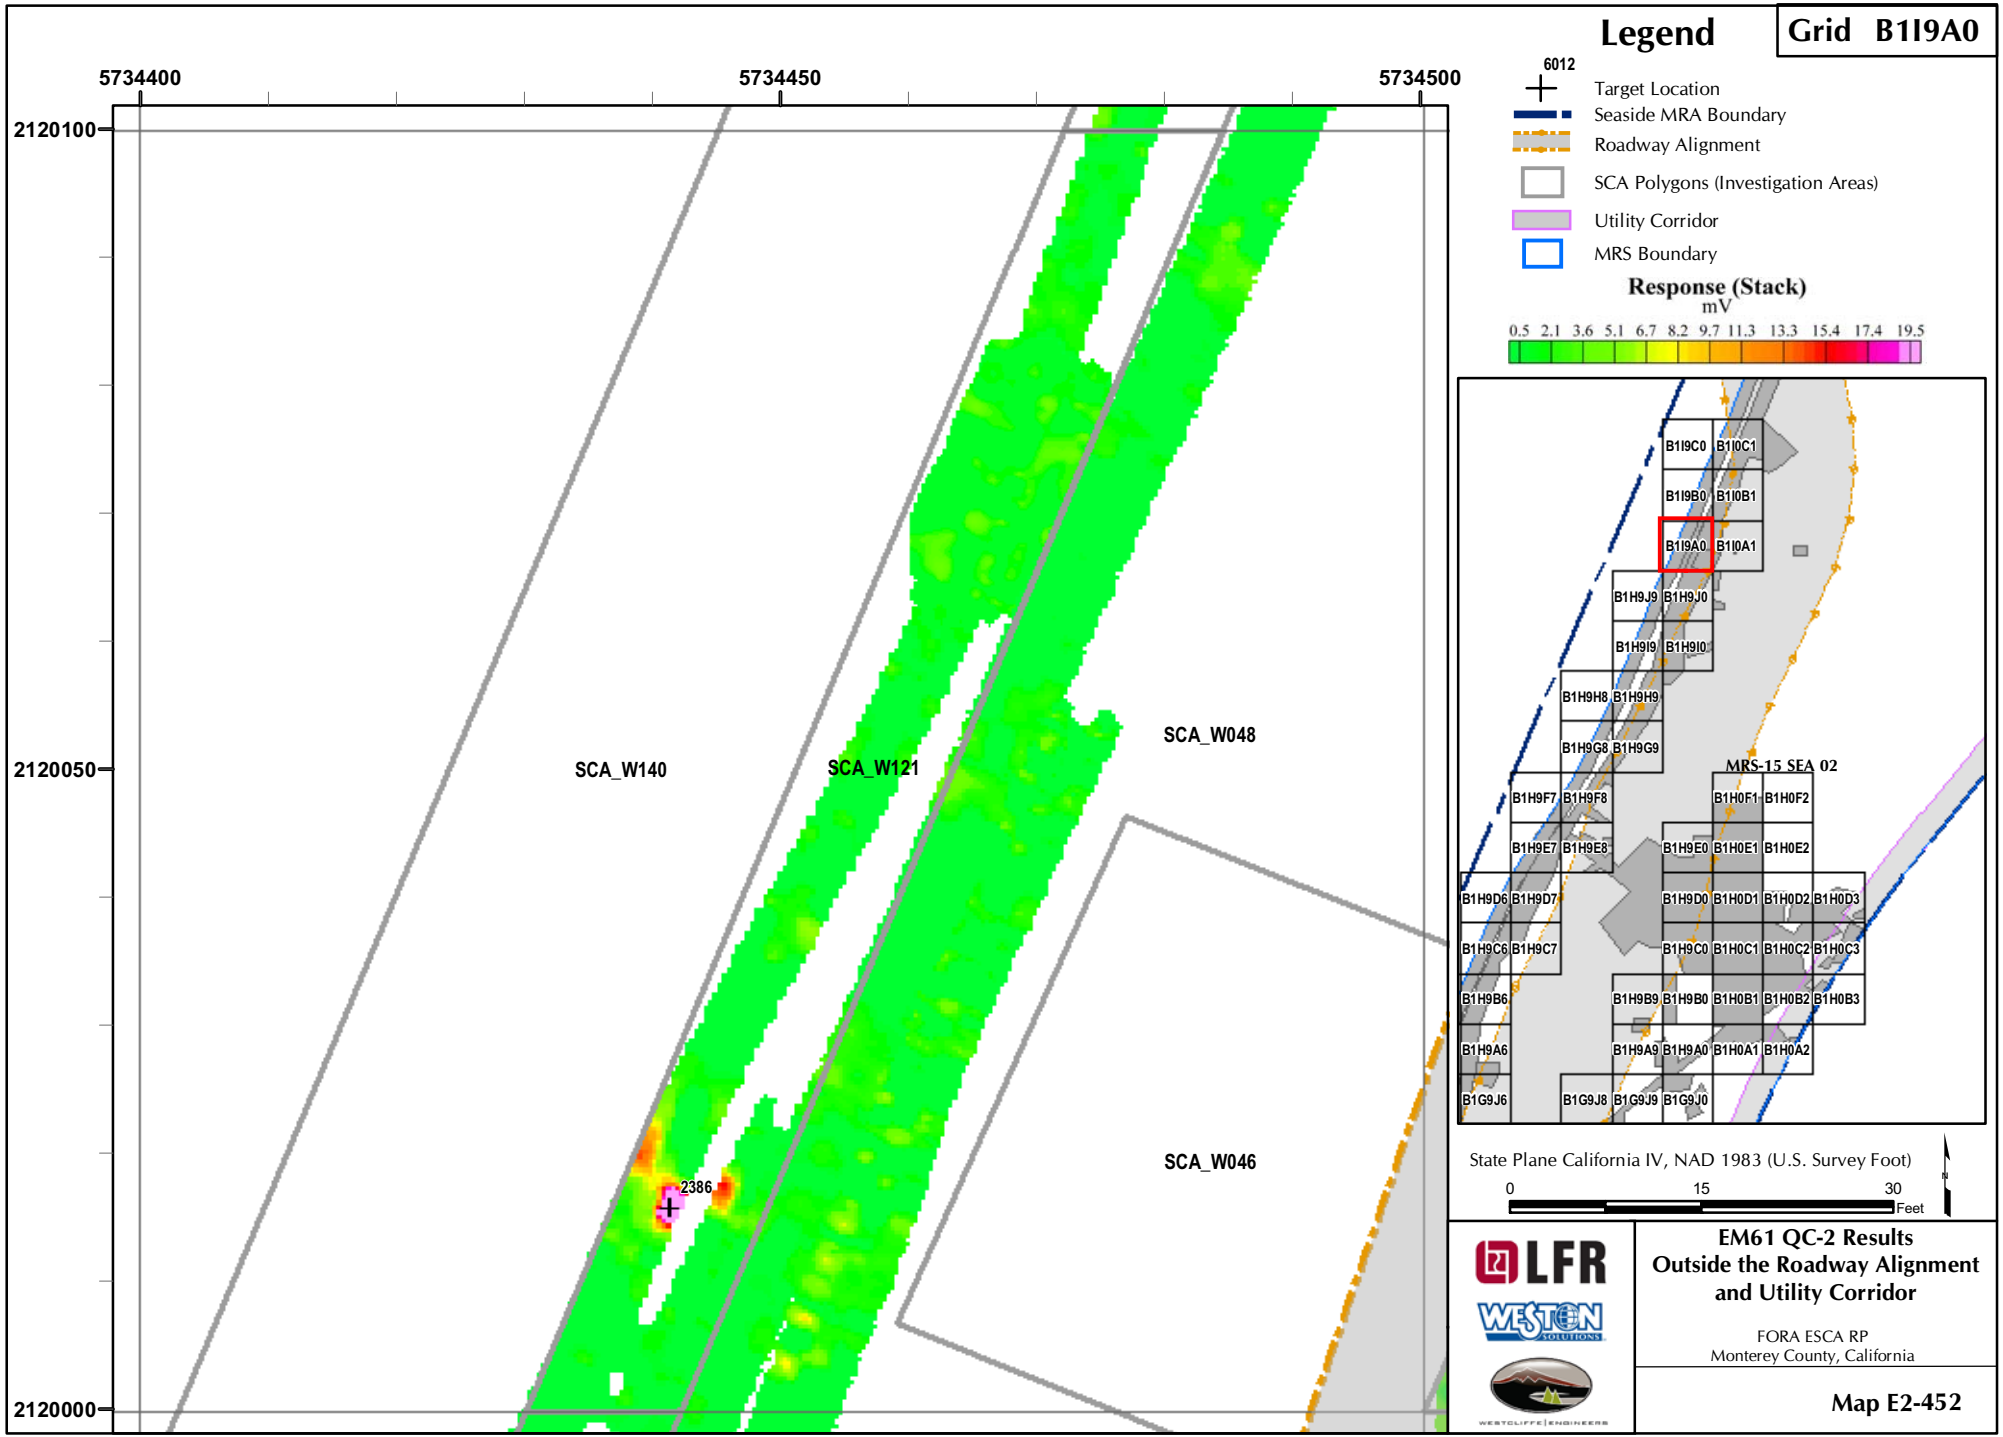 Legend
Grid B1I9A0
5734400
5734450
5734500
2120100
2120050
2120000
6012
Target Location
Seaside MRA Boundary
Roadway Alignment
SCA Polygons (Investigation Areas)
Utility Corridor
MRS Boundary
Response (Stack)
mV
0.5 2.1 3.6 5.1 6.7 8.2 9.7 11.3 13.3 15.4 17.4 19.5
SCA_W140
SCA_W121
SCA_W048
SCA_W046
2386
B1I9C0 B1I0C1
B1I9B0 B1I0B1
B1I9A0 B1I0A1
B1H9J9 B1H9J0
B1H9I9 B1H9I0
B1H9H8 B1H9H9
B1H9G8 B1H9G9
MRS-15 SEA 02
B1H9F7 B1H9F8 B1H0F1 B1H0F2
B1H9E7 B1H9E8 B1H9E0 B1H0E1 B1H0E2
B1H9D6 B1H9D7 B1H9D0 B1H0D1 B1H0D2 B1H0D3
B1H9C6 B1H9C7 B1H9C0 B1H0C1 B1H0C2 B1H0C3
B1H9B6 B1H9B9 B1H9B0 B1H0B1 B1H0B2 B1H0B3
B1H9A6 B1H9A9 B1H9A0 B1H0A1 B1H0A2
B1G9J6 B1G9J8 B1G9J9 B1G9J0
State Plane California IV, NAD 1983 (U.S. Survey Foot)
0 15 30
Feet
N
LFR
WESTON
SOLUTIONS
WESTCLIFFE ENGINEERS
EM61 QC-2 Results
Outside the Roadway Alignment
and Utility Corridor
FORA ESCA RP
Monterey County, California
Map E2-452